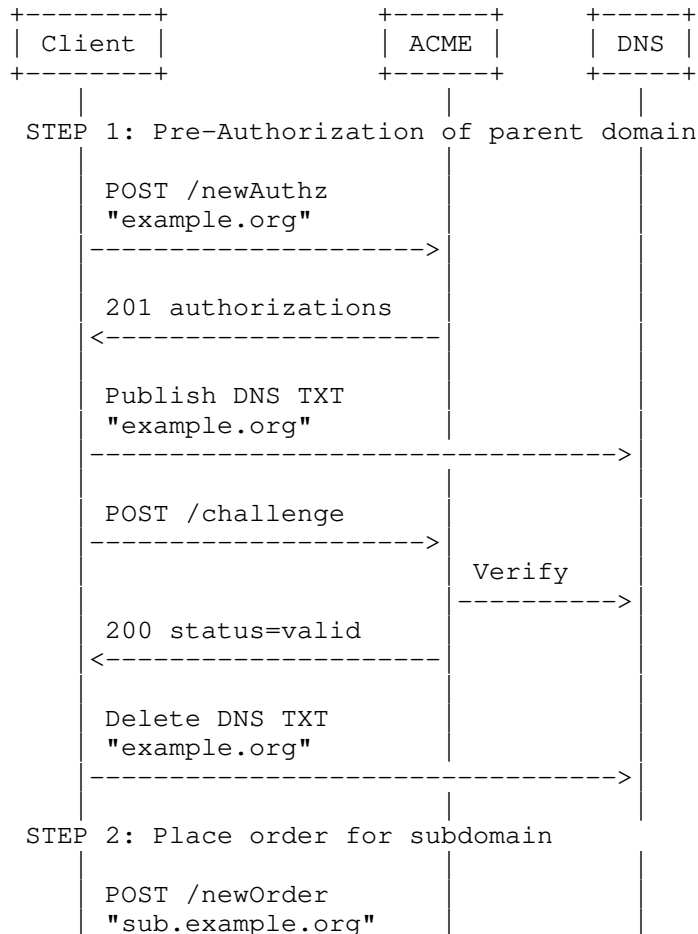 Client ACME DNS
STEP 1: Pre-Authorization of parent domain
POST /newAuthz
"example.org"
201 authorizations
Publish DNS TXT
"example.org"
POST /challenge
Verify
200 status=valid
Delete DNS TXT
"example.org"
STEP 2: Place order for subdomain
POST /newOrder
"sub.example.org"